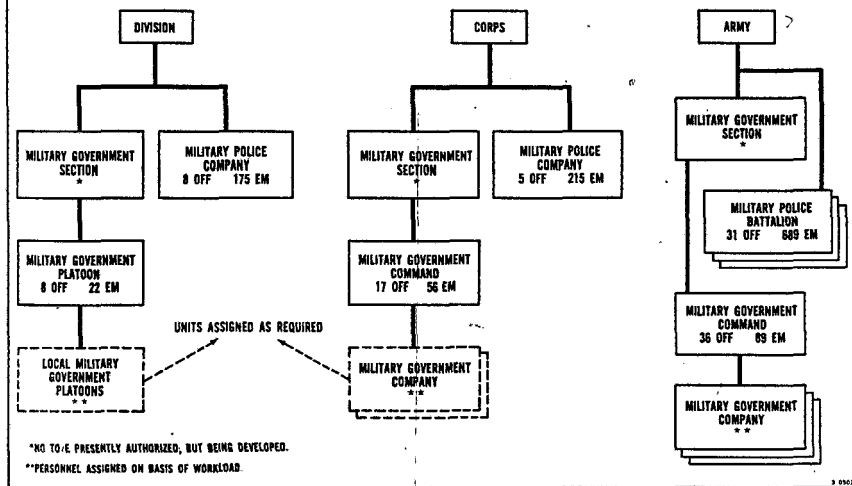 DIVISION
MILITARY GOVERNMENT
SECTION
*
MILITARY POLICE
COMPANY
8 OFF 175 EM
MILITARY GOVERNMENT
PLATOON
8 OFF 22 EM
LOCAL MILITARY
GOVERNMENT
PLATOONS
**
UNITS ASSIGNED AS REQUIRED
CORPS
MILITARY GOVERNMENT
SECTION
*
MILITARY POLICE
COMPANY
5 OFF 215 EM
MILITARY GOVERNMENT
COMMAND
17 OFF 56 EM
MILITARY GOVERNMENT
COMPANY
**
ARMY
MILITARY GOVERNMENT
SECTION
*
MILITARY POLICE
BATTALION
31 OFF 689 EM
MILITARY GOVERNMENT
COMMAND
36 OFF 89 EM
MILITARY GOVERNMENT
COMPANY
**
*NO TO/E PRESENTLY AUTHORIZED, BUT BEING DEVELOPED.
**PERSONNEL ASSIGNED ON BASIS OF WORKLOAD.